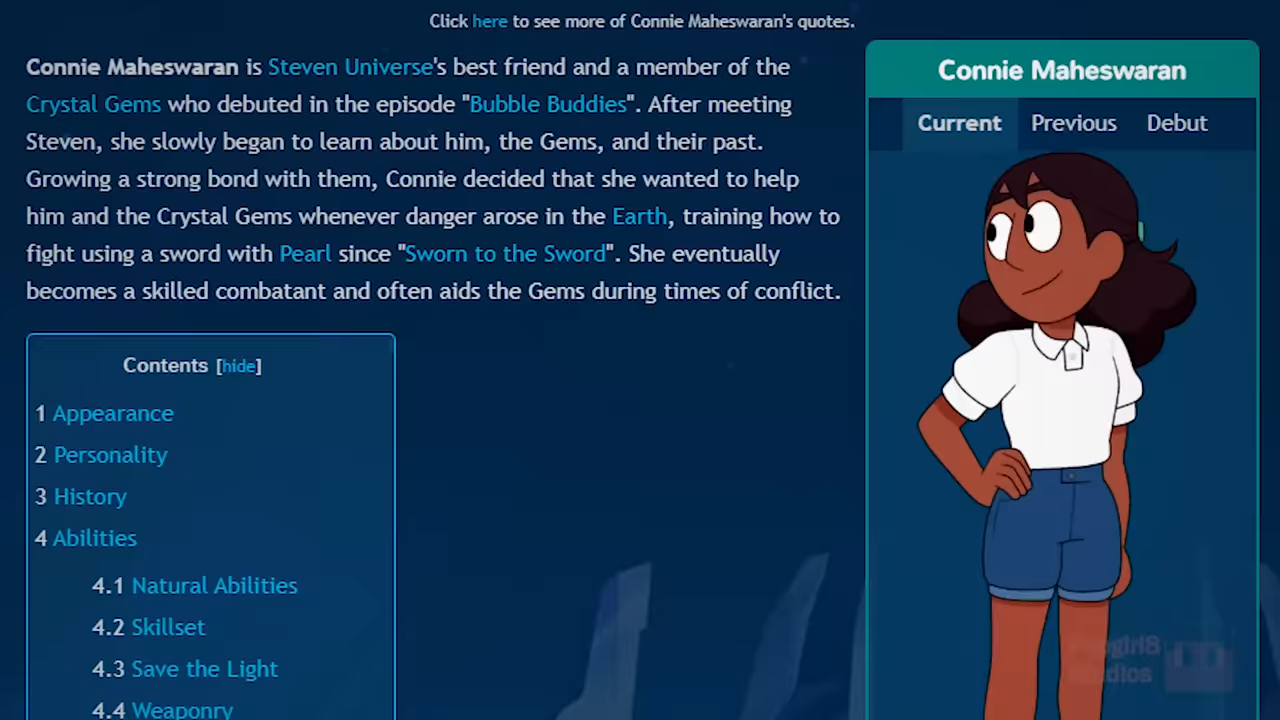 Click here to see more of Connie Maheswaran's quotes.
Connie Maheswaran is Steven Universe's best friend and a member of the
Crystal Gems who debuted in the episode "Bubble Buddies". After meeting
Steven, she slowly began to learn about him, the Gems, and their past.
Growing a strong bond with them, Connie decided that she wanted to help
him and the Crystal Gems whenever danger arose in the Earth, training how to
fight using a sword with Pearl since "Sworn to the Sword". She eventually
becomes a skilled combatant and often aids the Gems during times of conflict.
Contents [hide]
1 Appearance
2 Personality
3 History
4 Abilities
4.1 Natural Abilities
4.2 Skillset
4.3 Save the Light
4.4 Weaponry
Connie Maheswaran
Current Previous Debut